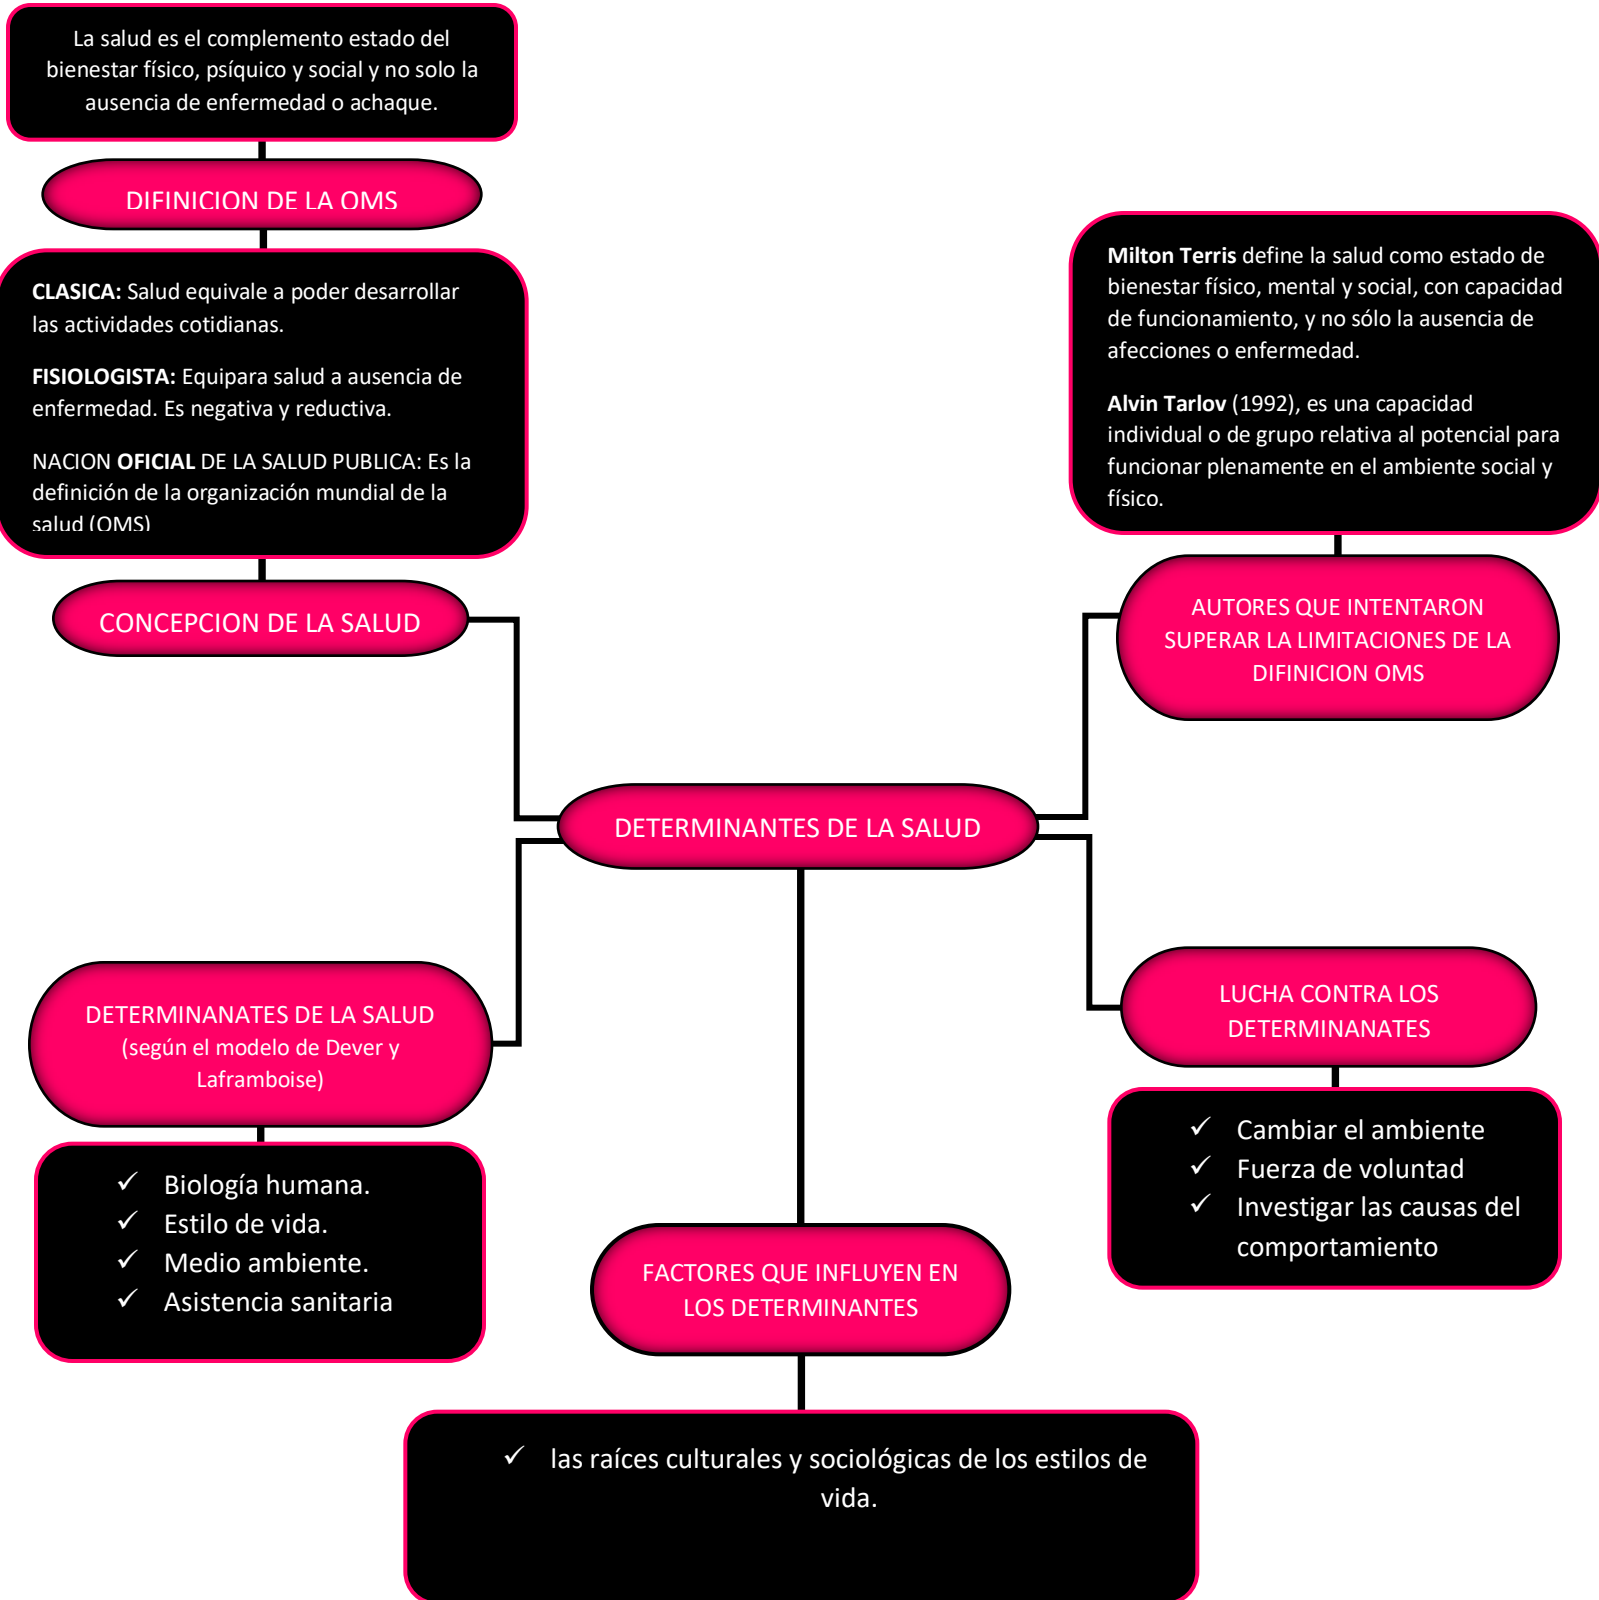 La salud es el complemento estado del
bienestar físico, psíquico y social y no solo la
ausencia de enfermedad o achaque.
DIFINICION DE LA OMS
CLASICA: Salud equivale a poder desarrollar
las actividades cotidianas.
FISIOLOGISTA: Equipara salud a ausencia de
enfermedad. Es negativa y reductiva.
NACION OFICIAL DE LA SALUD PUBLICA: Es la
definición de la organización mundial de la
salud (OMS)
CONCEPCION DE LA SALUD
Milton Terris define la salud como estado de
bienestar físico, mental y social, con capacidad
de funcionamiento, y no sólo la ausencia de
afecciones o enfermedad.
Alvin Tarlov (1992), es una capacidad
individual o de grupo relativa al potencial para
funcionar plenamente en el ambiente social y
físico.
AUTORES QUE INTENTARON
SUPERAR LA LIMITACIONES DE LA
DIFINICION OMS
DETERMINANTES DE LA SALUD
DETERMINANATES DE LA SALUD
(según el modelo de Dever y
Laframboise)
✓ Biología humana.
✓ Estilo de vida.
✓ Medio ambiente.
✓ Asistencia sanitaria
LUCHA CONTRA LOS
DETERMINANATES
✓ Cambiar el ambiente
✓ Fuerza de voluntad
✓ Investigar las causas del
comportamiento
FACTORES QUE INFLUYEN EN
LOS DETERMINANTES
✓ las raíces culturales y sociológicas de los estilos de
vida.